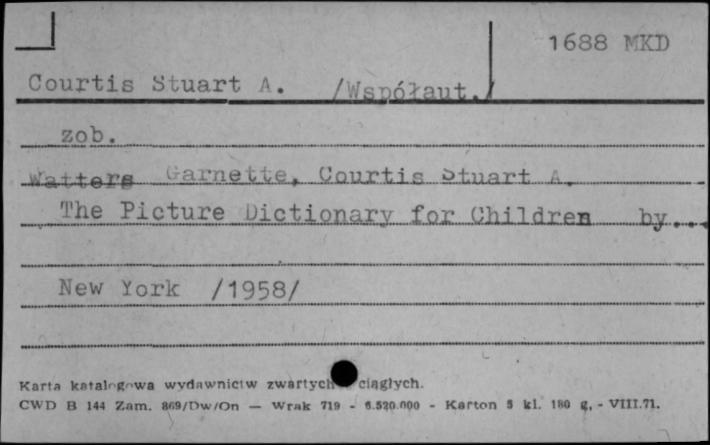 1688 MKD
Courtis Stuart A. /Współaut./
zob.
Watters Garnette, Courtis Stuart A.
The Picture Dictionary for Children by...
New York /1958/
Karta katalogowa wydawnictw zwartych ciągłych.
CWD B 144 Zam. 869/Dw/On — Wrak 719 - 6.520.000 - Karton 5 kl. 180 g. - VIII.71.